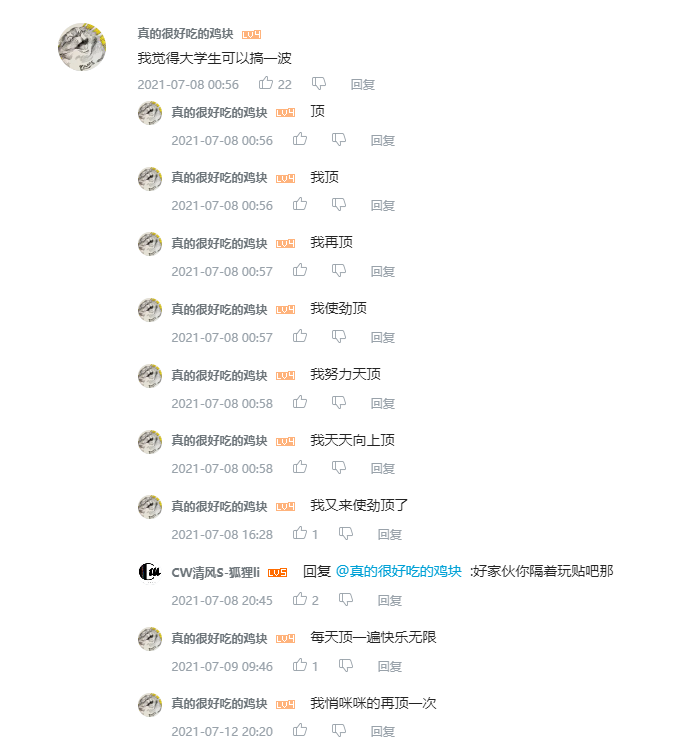 真的很好吃的鸡块 LV4
我觉得大学生可以搞一波
2021-07-08 00:56 22 回复
真的很好吃的鸡块 LV4 顶
2021-07-08 00:56 回复
真的很好吃的鸡块 LV4 我顶
2021-07-08 00:56 回复
真的很好吃的鸡块 LV4 我再顶
2021-07-08 00:57 回复
真的很好吃的鸡块 LV4 我使劲顶
2021-07-08 00:57 回复
真的很好吃的鸡块 LV4 我努力天顶
2021-07-08 00:58 回复
真的很好吃的鸡块 LV4 我天天向上顶
2021-07-08 00:58 回复
真的很好吃的鸡块 LV4 我又来使劲顶了
2021-07-08 16:28 1 回复
CW清风S-狐狸li LV5 回复 @真的很好吃的鸡块 :好家伙你隔着玩贴吧那
2021-07-08 20:45 2 回复
真的很好吃的鸡块 LV4 每天顶一遍快乐无限
2021-07-09 09:46 1 回复
真的很好吃的鸡块 LV4 我悄咪咪的再顶一次
2021-07-12 20:20 回复